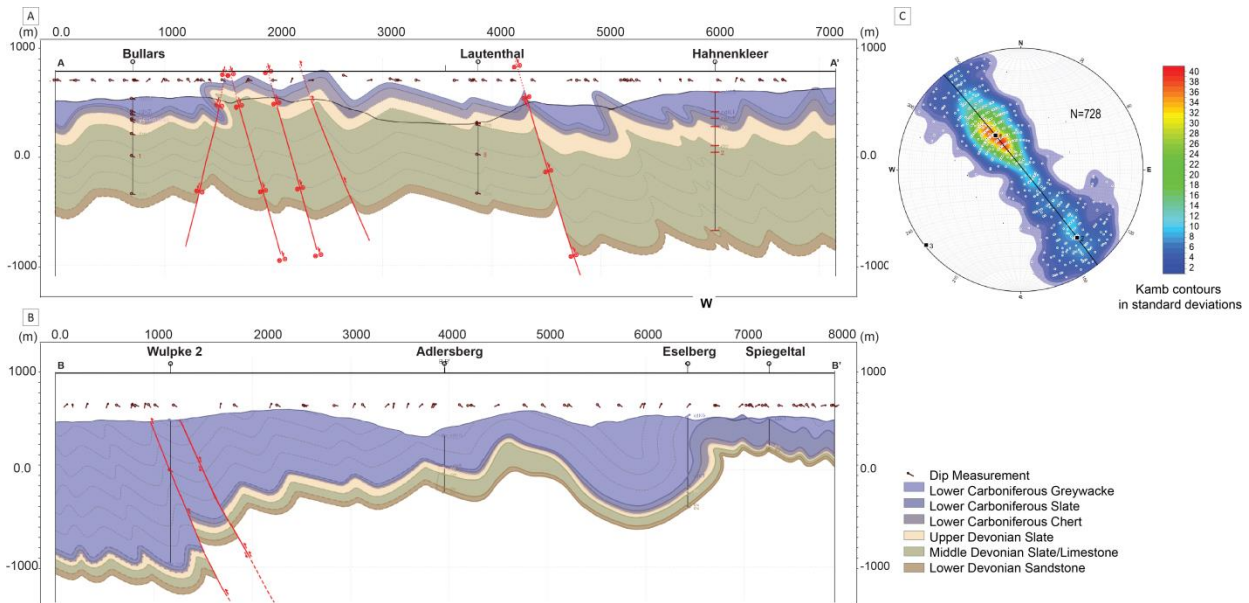 A
(m)
0.0 1000 2000 3000 4000 5000 6000 7000
(m)
Bullars
Lautenthal
Hahnenkleer
1000
1000
A
A'
0.0
0.0
-1000
-1000
W
B
(m)
0.0 1000 2000 3000 4000 5000 6000 7000 8000
(m)
Wulpke 2
Adlersberg
Eselberg
Spiegeltal
1000
1000
B
B'
0.0
0.0
-1000
-1000
C
N
W
E
N=728
3
40
38
36
34
32
30
28
26
24
22
20
18
16
14
12
10
8
6
4
2
Kamb contours
in standard deviations
Dip Measurement
Lower Carboniferous Greywacke
Lower Carboniferous Slate
Lower Carboniferous Chert
Upper Devonian Slate
Middle Devonian Slate/Limestone
Lower Devonian Sandstone